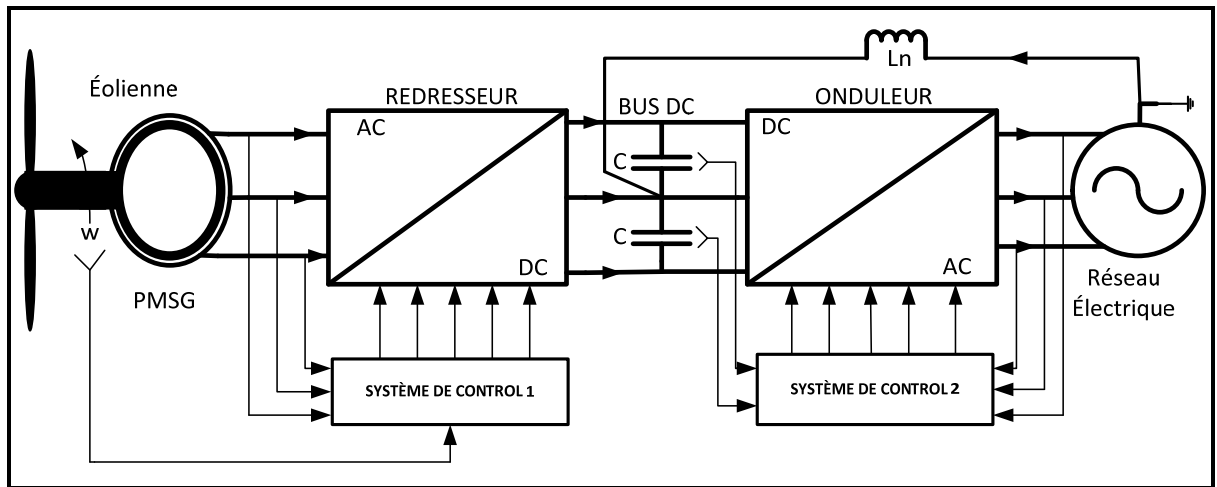 Ln
Éolienne
REDRESSEUR
BUS DC
ONDULEUR
AC
DC
C
w
C
DC
AC
PMSG
Réseau
Électrique
SYSTÈME DE CONTROL 1
SYSTÈME DE CONTROL 2